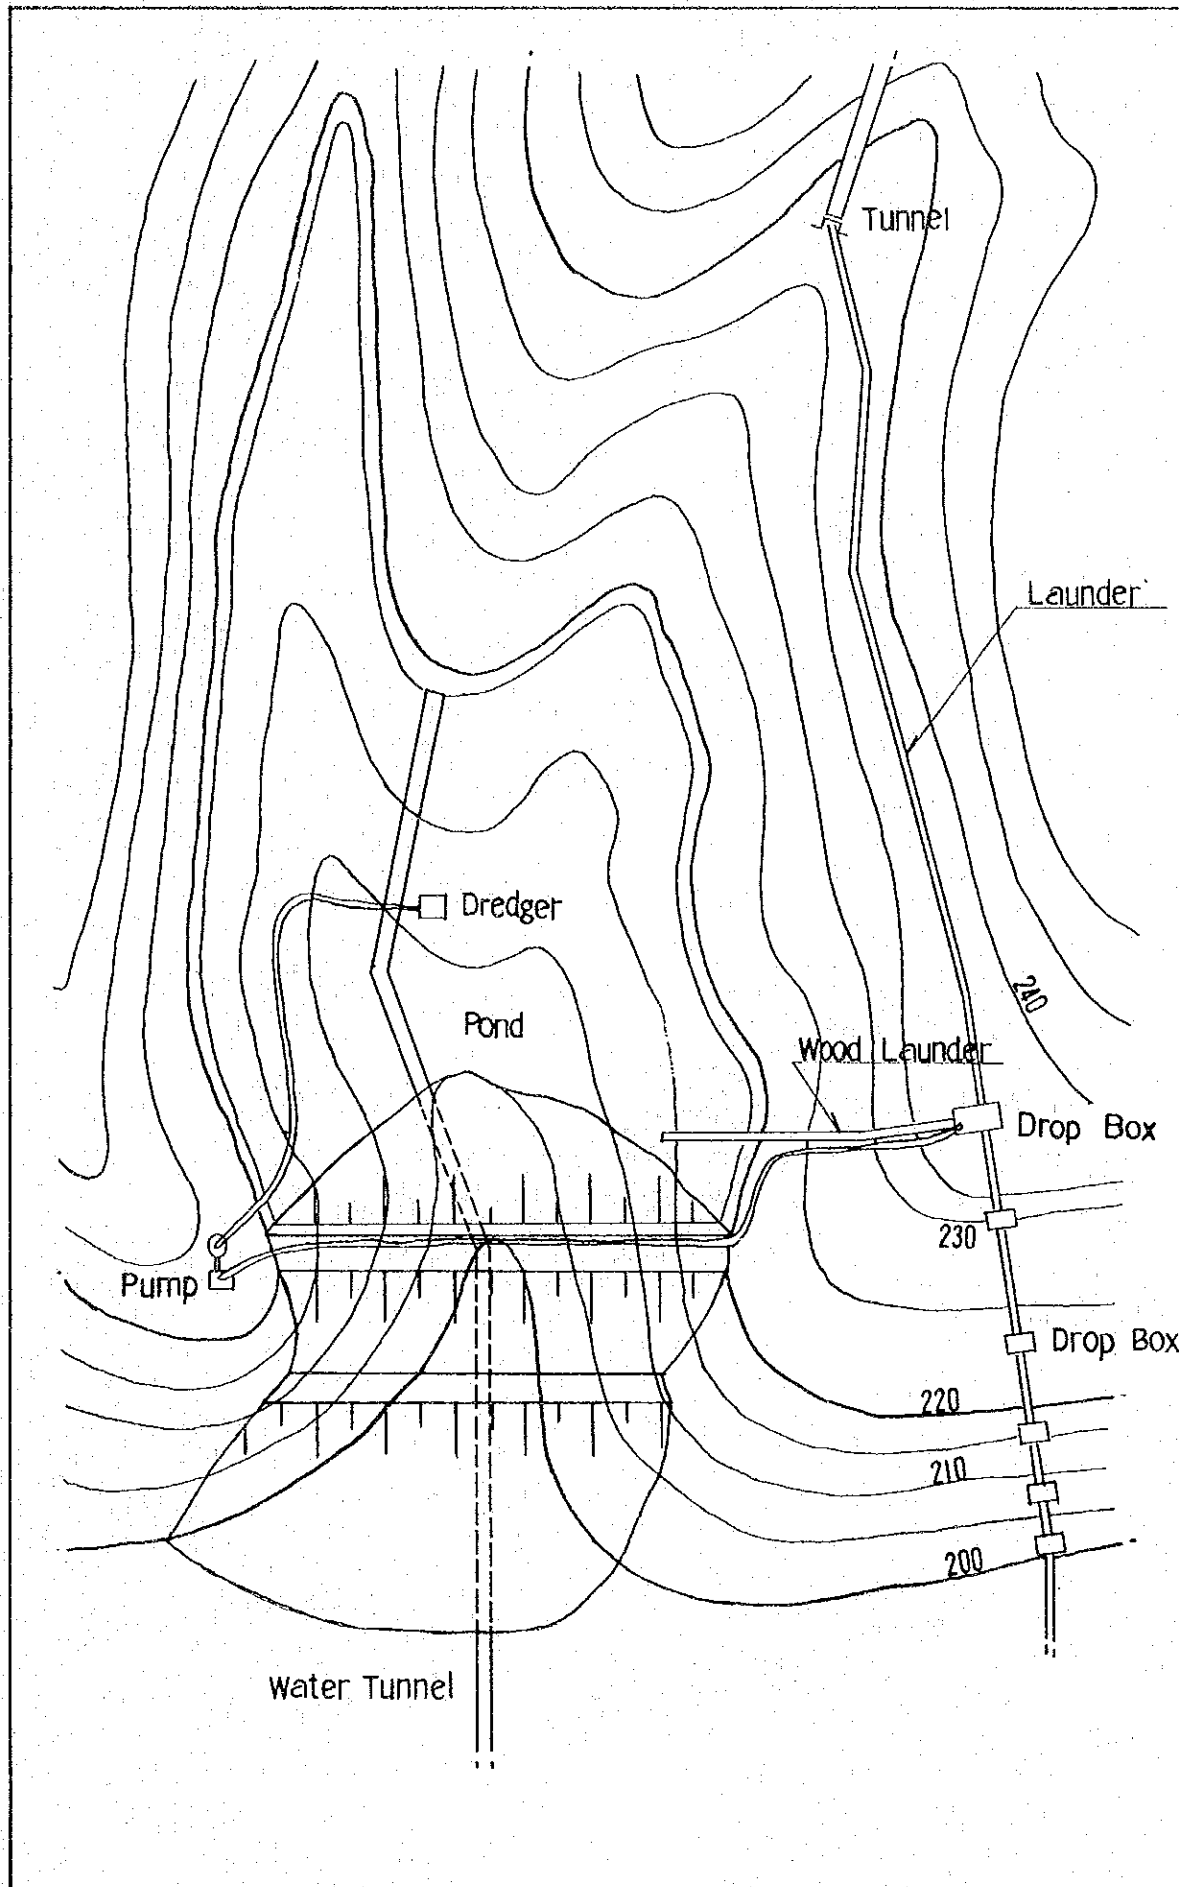 Tunnel
Launder
Dredger
240
Pond
Wood Launder
Drop Box
230
Pump
Drop Box
220
210
200
Water Tunnel